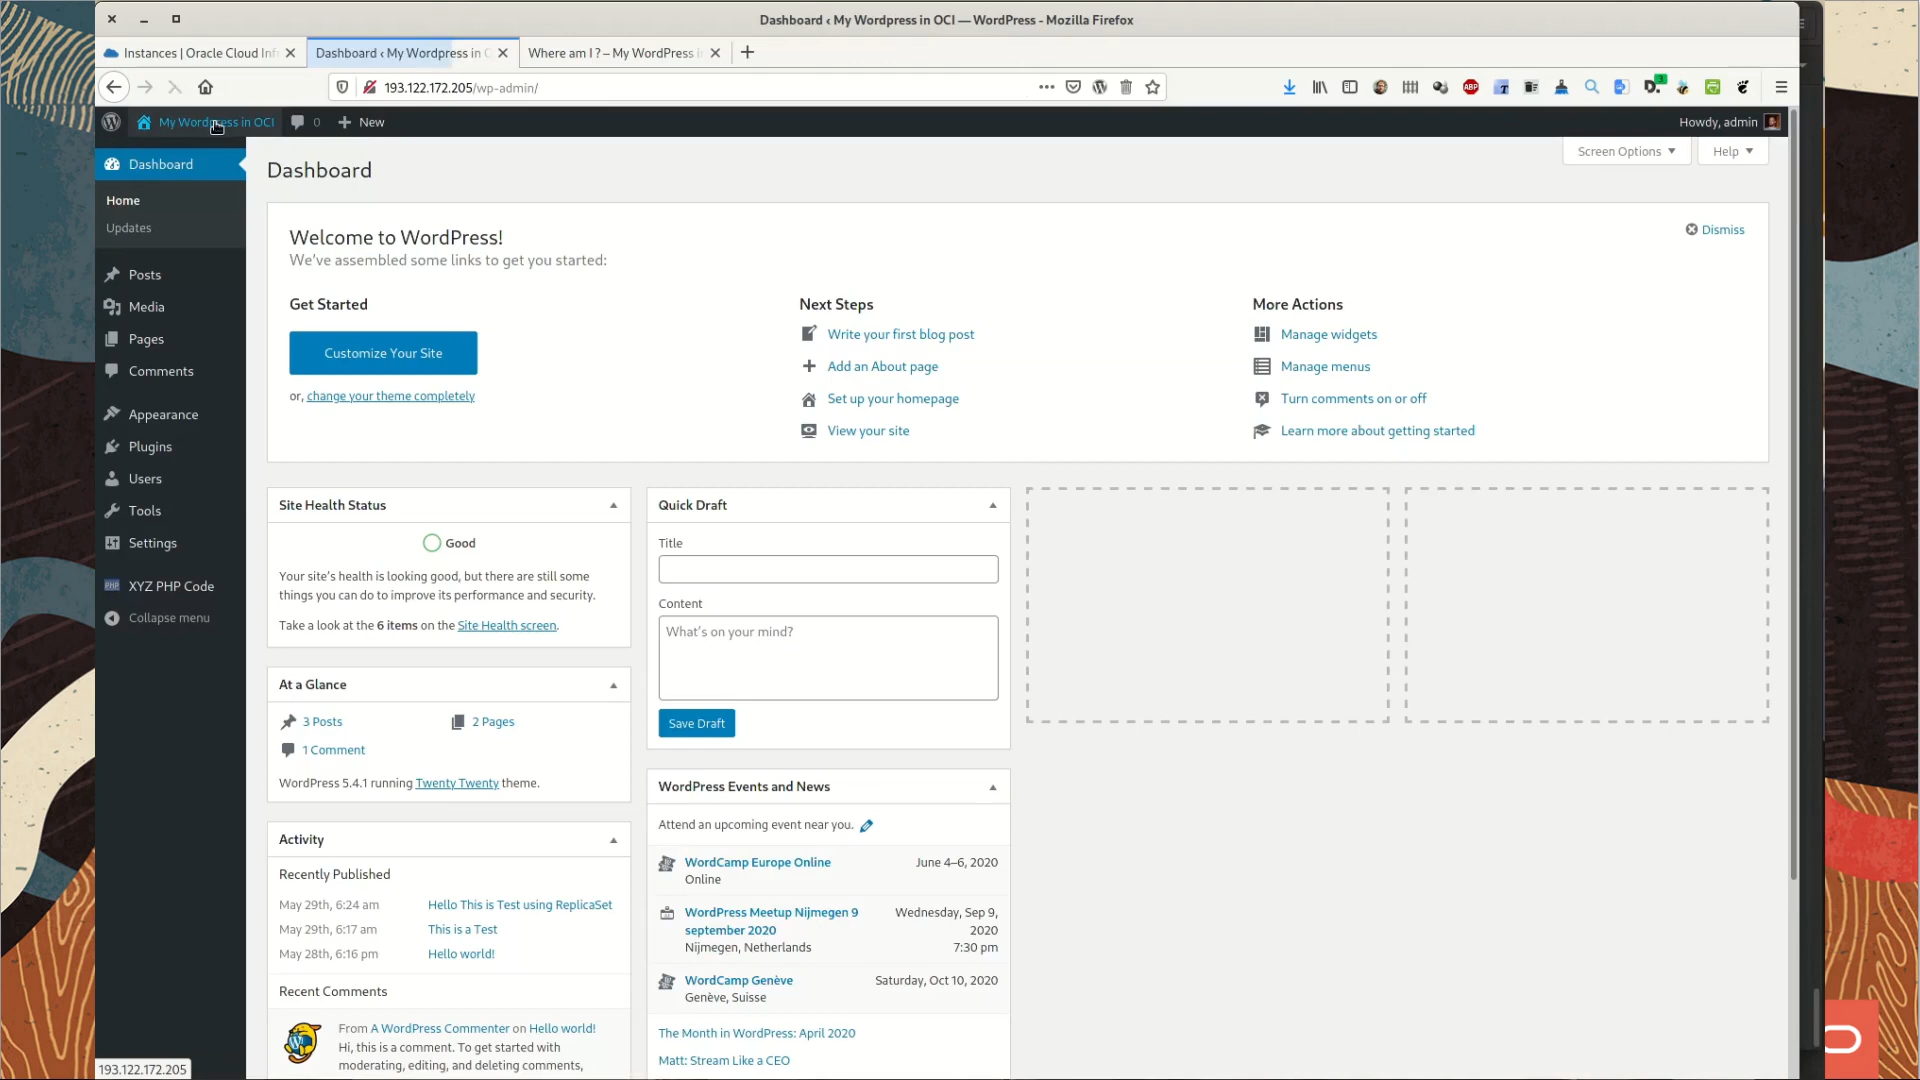 Dashboard ‹ My Wordpress in OCI — WordPress - Mozilla Firefox
Instances | Oracle Cloud Inf
Dashboard ‹ My Wordpress in O
Where am I ? – My WordPress i
193.122.172.205/wp-admin/
ABP
T
D
3
My Wordpress in OCI
0
New
Howdy, admin
Dashboard
Home
Updates
Posts
Media
Pages
Comments
Appearance
Plugins
Users
Tools
Settings
PHP
XYZ PHP Code
Collapse menu
Dashboard
Screen Options
Help
Welcome to WordPress!
We've assembled some links to get you started:
Dismiss
Get Started
Customize Your Site
or, change your theme completely
Next Steps
Write your first blog post
Add an About page
Set up your homepage
View your site
More Actions
Manage widgets
Manage menus
Turn comments on or off
Learn more about getting started
Site Health Status
Good
Your site's health is looking good, but there are still some
things you can do to improve its performance and security.
Take a look at the 6 items on the Site Health screen.
At a Glance
3 Posts
2 Pages
1 Comment
WordPress 5.4.1 running Twenty Twenty theme.
Activity
Recently Published
May 29th, 6:24 am Hello This is Test using ReplicaSet
May 29th, 6:17 am This is a Test
May 28th, 6:16 pm Hello world!
Recent Comments
From A WordPress Commenter on Hello world!
Hi, this is a comment. To get started with
moderating, editing, and deleting comments,
Quick Draft
Title
Content
What's on your mind?
Save Draft
WordPress Events and News
Attend an upcoming event near you.
WordCamp Europe Online June 4–6, 2020
Online
WordPress Meetup Nijmegen 9 Wednesday, Sep 9,
september 2020 2020
Nijmegen, Netherlands 7:30 pm
WordCamp Genève Saturday, Oct 10, 2020
Genève, Suisse
The Month in WordPress: April 2020
Matt: Stream Like a CEO
193.122.172.205